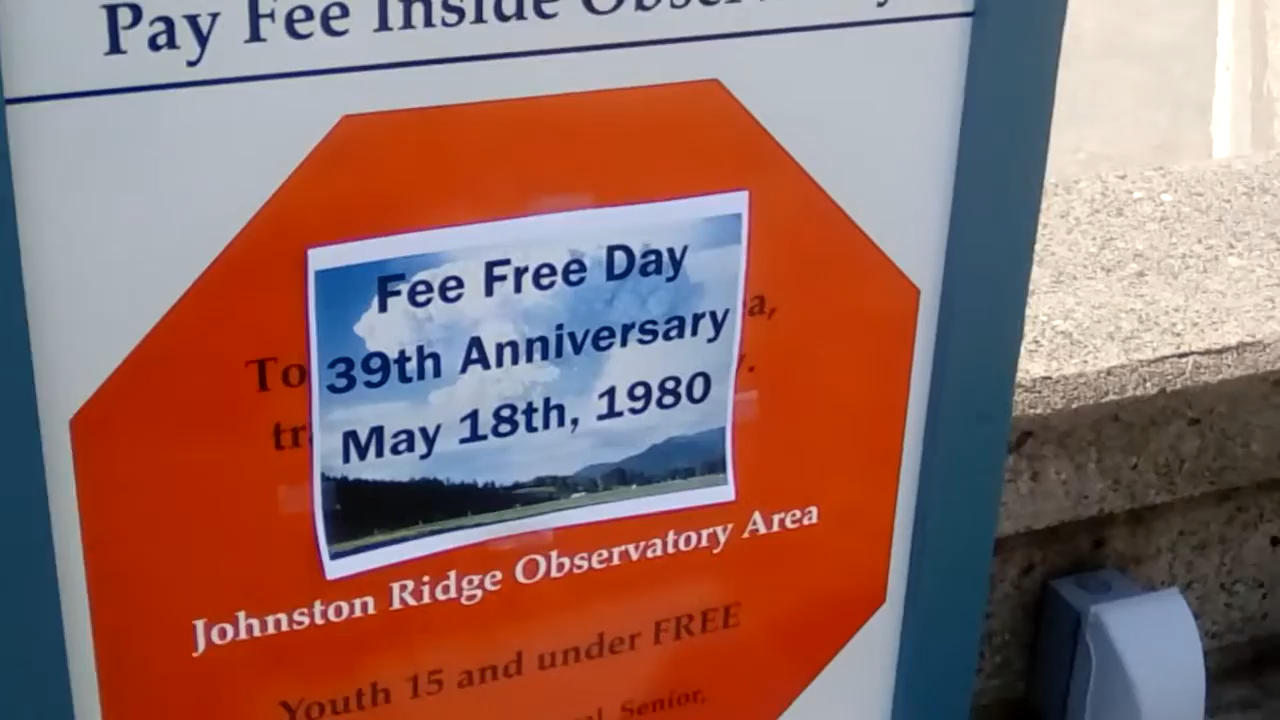 Pay Fee Inside Observatory
Fee Free Day
39th Anniversary
May 18th, 1980
To
a,
tr
y.
Johnston Ridge Observatory Area
Youth 15 and under FREE
Senior,